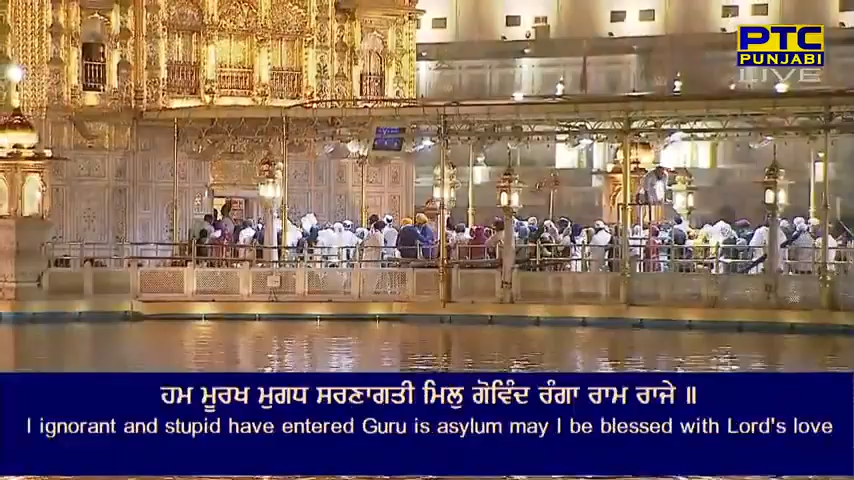 PTC
PUNJABI
LIVE
ਹਮ ਮੂਰਖ ਮੁਗਧ ਸਰਣਾਗਤੀ ਮਿਲੁ ਗੋਵਿੰਦ ਰੰਗਾ ਰਾਮ ਰਾਜੇ ॥
I ignorant and stupid have entered Guru is asylum may I be blessed with Lord's love